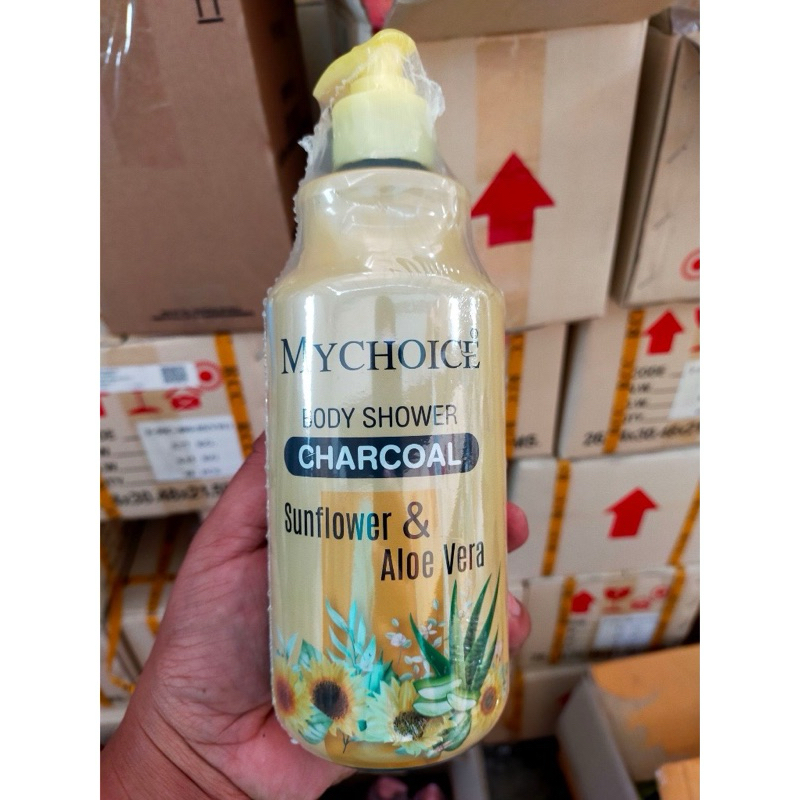 MYCHOICE
BODY SHOWER
CHARCOAL
Sunflower &
Aloe Vera